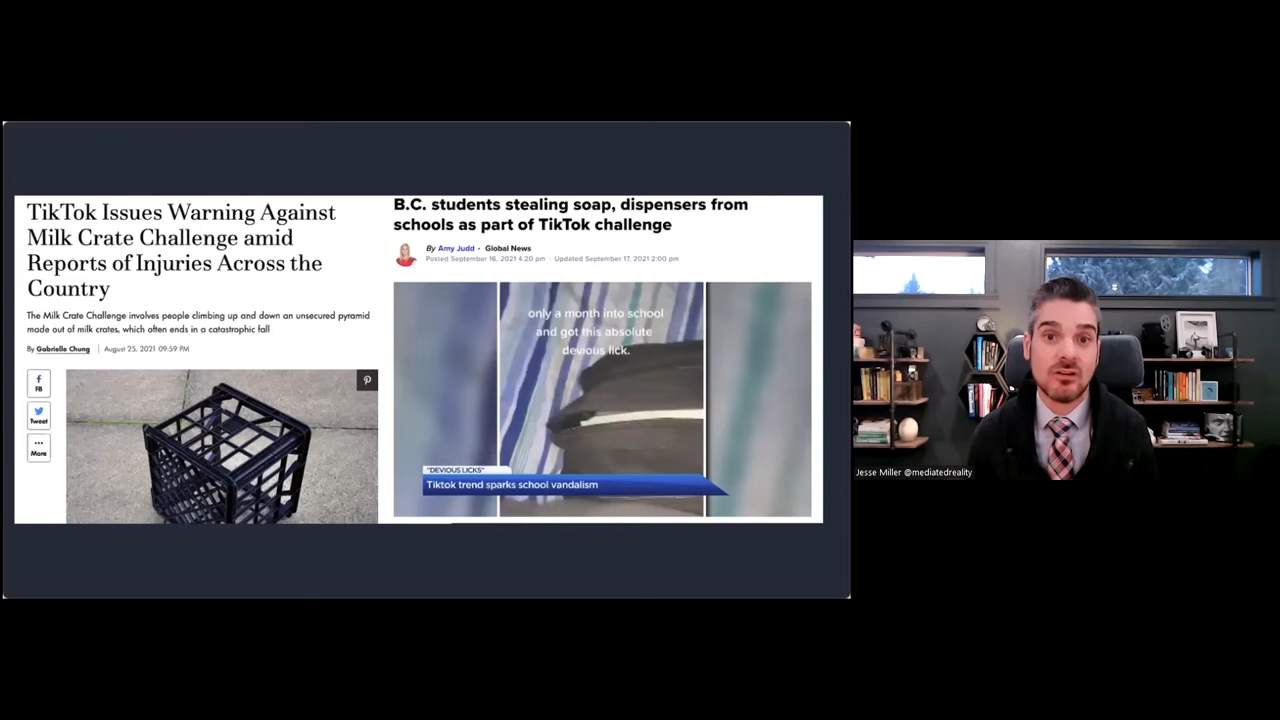 TikTok Issues Warning Against
Milk Crate Challenge amid
Reports of Injuries Across the
Country
The Milk Crate Challenge involves people climbing up and down an unsecured pyramid
made out of milk crates, which often ends in a catastrophic fall
By Gabrielle Chung | August 25, 2021 09:59 PM
FB
Tweet
More
B.C. students stealing soap, dispensers from
schools as part of TikTok challenge
By Amy Judd · Global News
Posted September 16, 2021 4:20 pm · Updated September 17, 2021 2:00 pm
only a month into school
and got this absolute
devious lick.
"DEVIOUS LICKS"
Tiktok trend sparks school vandalism
Jesse Miller @mediatedreality